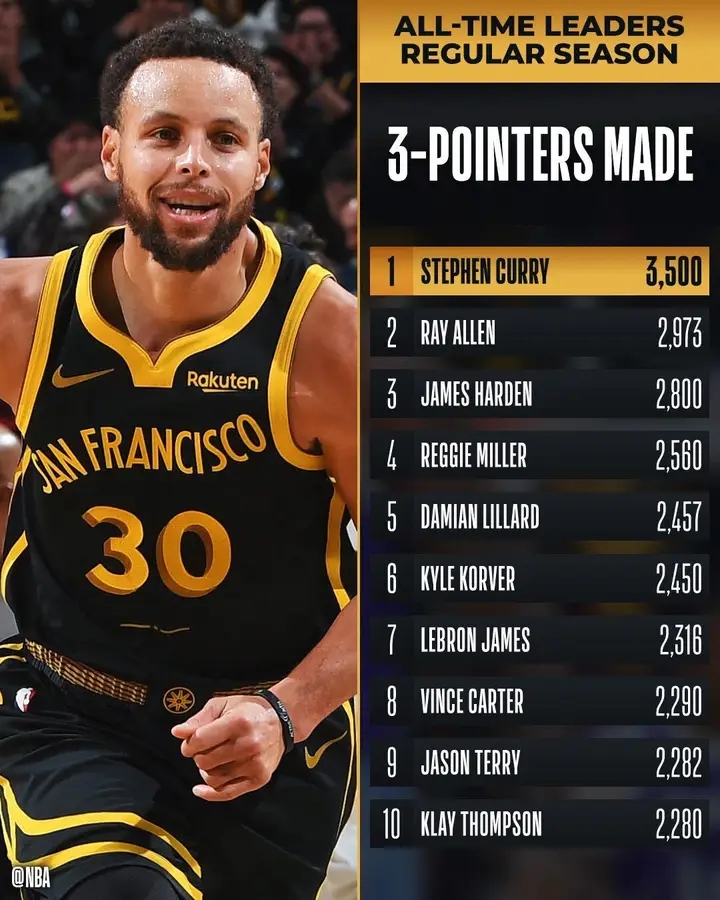 ALL-TIME LEADERS
REGULAR SEASON
3-POINTERS MADE
1 STEPHEN CURRY 3,500
2 RAY ALLEN 2,973
3 JAMES HARDEN 2,800
4 REGGIE MILLER 2,560
5 DAMIAN LILLARD 2,457
6 KYLE KORVER 2,450
7 LEBRON JAMES 2,316
8 VINCE CARTER 2,290
9 JASON TERRY 2,282
10 KLAY THOMPSON 2,280
Rakuten
SAN FRANCISCO
30
@NBA